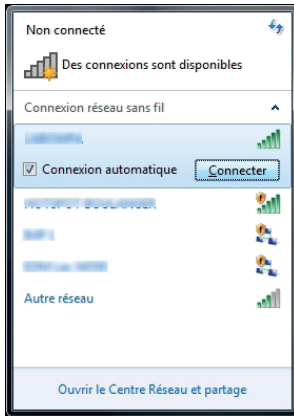 Non connecté
Des connexions sont disponibles
Connexion réseau sans fil
Connexion automatique
Connecter
Autre réseau
Ouvrir le Centre Réseau et partage